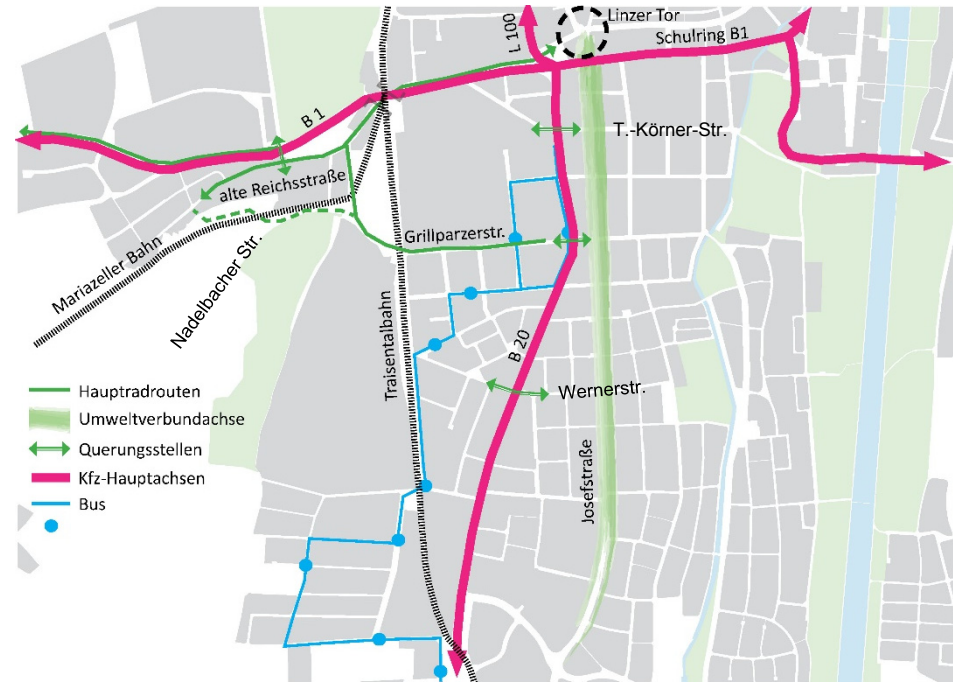 Linzer Tor
L 100
Schulring B1
B 1
T.-Körner-Str.
alte Reichsstraße
Grillparzerstr.
Mariazeller Bahn
Nadelbacher Str.
Traisentalbahn
B 20
Wernerstr.
Josefstraße
Hauptradrouten
Umweltverbundachse
Querungsstellen
Kfz-Hauptachsen
Bus